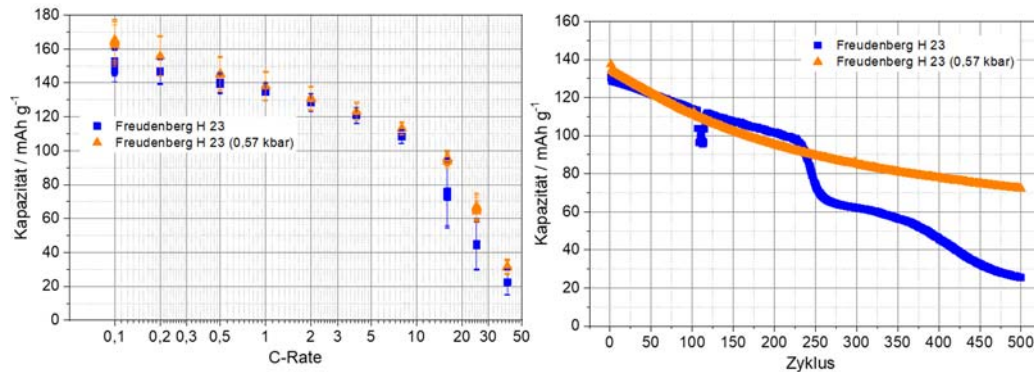 180
160
140
120
100
80
60
40
20
0
Kapazität / mAh g⁻¹
Freudenberg H 23
Freudenberg H 23 (0,57 kbar)
0,1 0,2 0,3 0,5 1 2 3 5 10 20 30 50
C-Rate
160
140
120
100
80
60
40
20
0
Kapazität / mAh g⁻¹
Freudenberg H 23
Freudenberg H 23 (0,57 kbar)
0 50 100 150 200 250 300 350 400 450 500
Zyklus